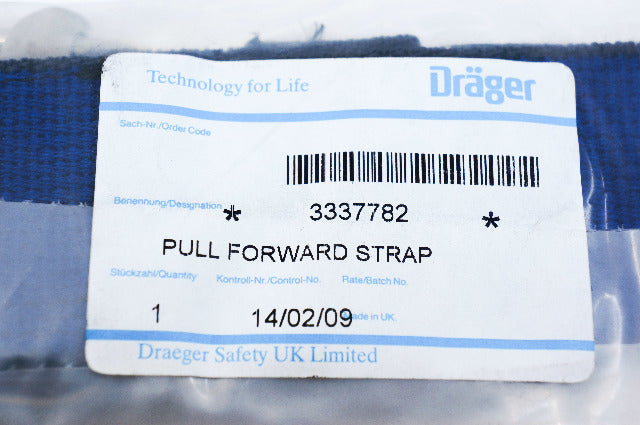 Technology for Life
Dräger
Sach-Nr./Order Code
Benennung/Designation
* 3337782 *
PULL FORWARD STRAP
Stückzahl/Quantity Kontroll-Nr./Control-No. Rate/Batch No.
1 14/02/09 Made in UK.
Draeger Safety UK Limited